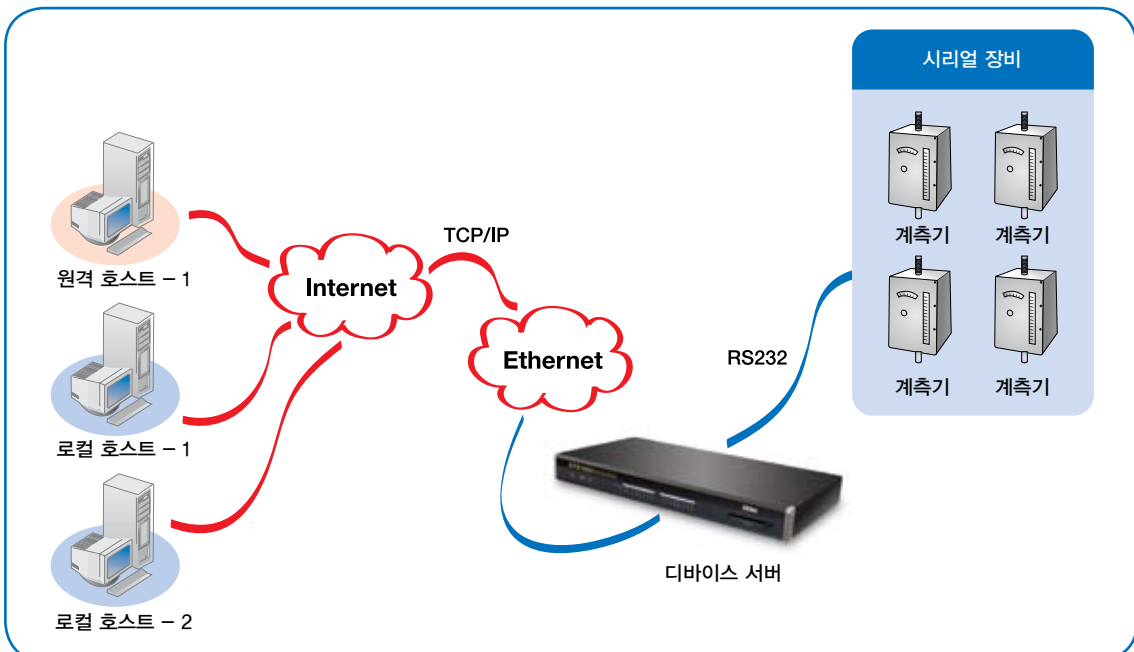 시리얼 장비
계측기
계측기
계측기
계측기
원격 호스트 – 1
로컬 호스트 – 1
로컬 호스트 – 2
Internet
TCP/IP
Ethernet
RS232
디바이스 서버